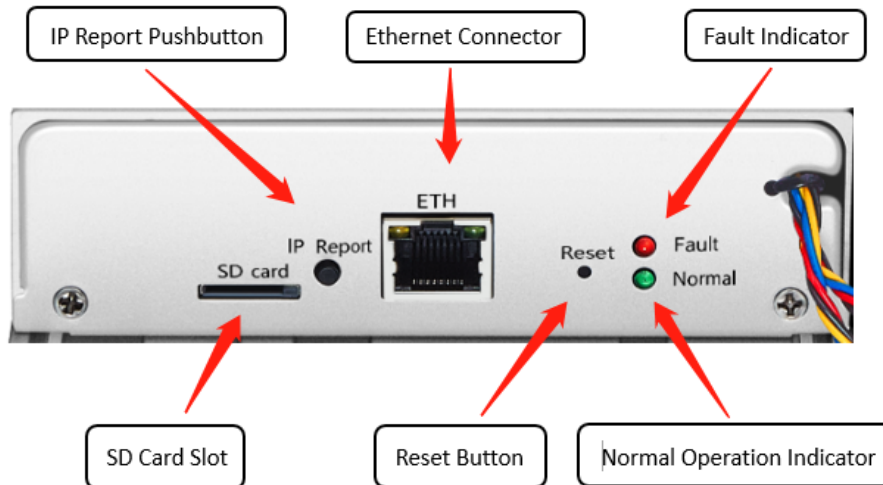 IP Report Pushbutton
Ethernet Connector
Fault Indicator
ETH
IP Report
SD card
Reset
Fault
Normal
SD Card Slot
Reset Button
Normal Operation Indicator